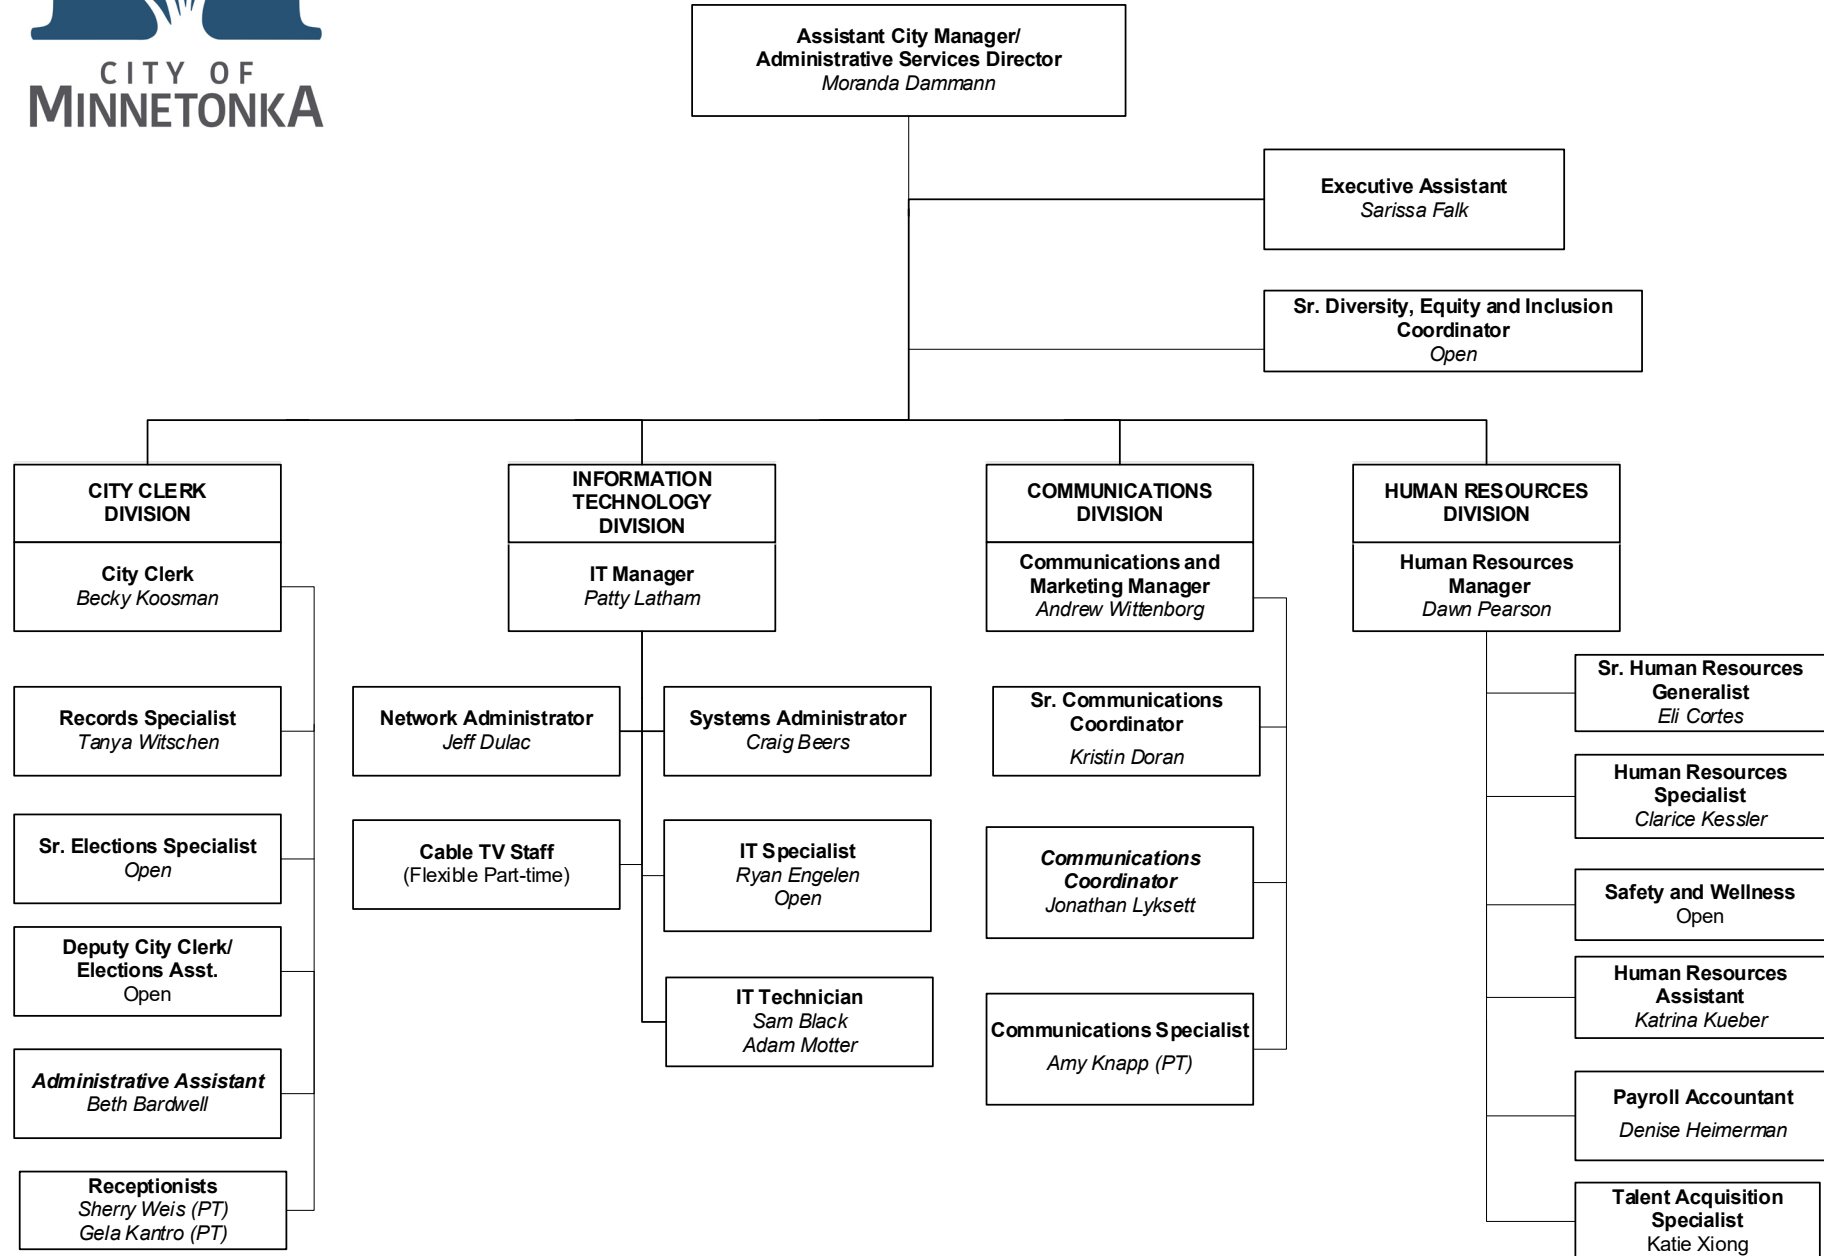 CITY OF
MINNETONKA
Assistant City Manager/
Administrative Services Director
Moranda Dammann
Executive Assistant
Sarissa Falk
Sr. Diversity, Equity and Inclusion
Coordinator
Open
CITY CLERK
DIVISION
City Clerk
Becky Koosman
Records Specialist
Tanya Witschen
Sr. Elections Specialist
Open
Deputy City Clerk/
Elections Asst.
Open
Administrative Assistant
Beth Bardwell
Receptionists
Sherry Weis (PT)
Gela Kantro (PT)
INFORMATION
TECHNOLOGY
DIVISION
IT Manager
Patty Latham
Network Administrator
Jeff Dulac
Systems Administrator
Craig Beers
Cable TV Staff
(Flexible Part-time)
IT Specialist
Ryan Engelen
Open
IT Technician
Sam Black
Adam Motter
COMMUNICATIONS
DIVISION
Communications and
Marketing Manager
Andrew Wittenborg
Sr. Communications
Coordinator
Kristin Doran
Communications
Coordinator
Jonathan Lyksett
Communications Specialist
Amy Knapp (PT)
HUMAN RESOURCES
DIVISION
Human Resources
Manager
Dawn Pearson
Sr. Human Resources
Generalist
Eli Cortes
Human Resources
Specialist
Clarice Kessler
Safety and Wellness
Open
Human Resources
Assistant
Katrina Kueber
Payroll Accountant
Denise Heimerman
Talent Acquisition
Specialist
Katie Xiong